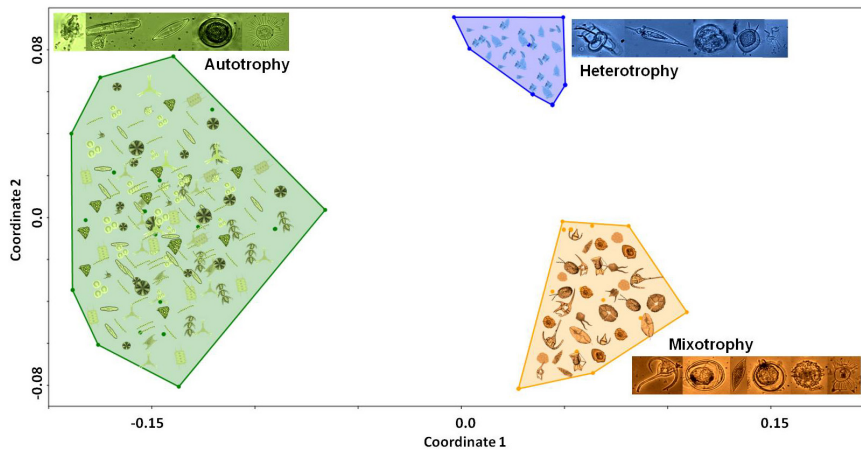 Autotrophy
Heterotrophy
Mixotrophy
Coordinate 2
0.08
0.0
-0.08
-0.15
0.0
0.15
Coordinate 1